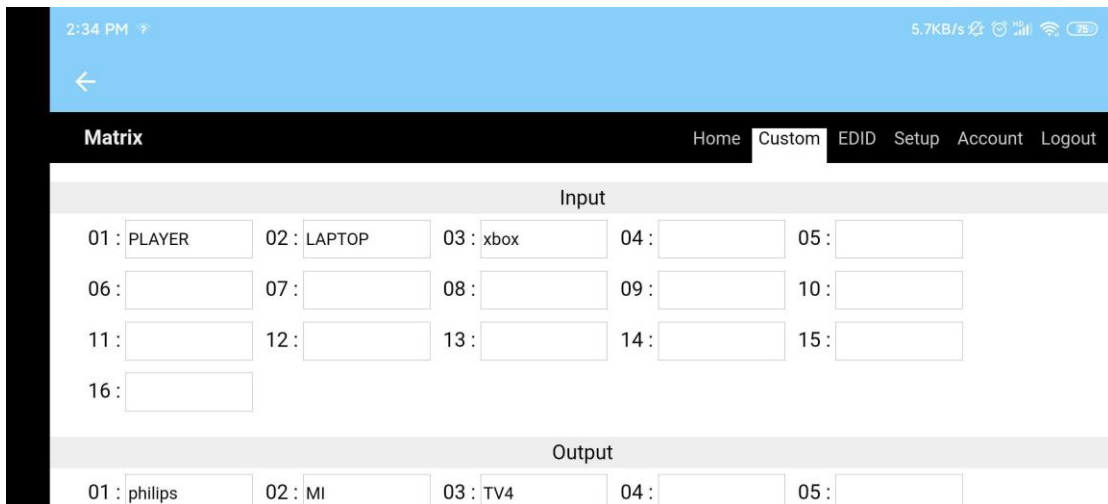 2:34 PM 5.7KB/s HD 75
Matrix Home Custom EDID Setup Account Logout
Input
01 : PLAYER 02 : LAPTOP 03 : xbox 04 : 05 :
06 : 07 : 08 : 09 : 10 :
11 : 12 : 13 : 14 : 15 :
16 :
Output
01 : philips 02 : MI 03 : TV4 04 : 05 :